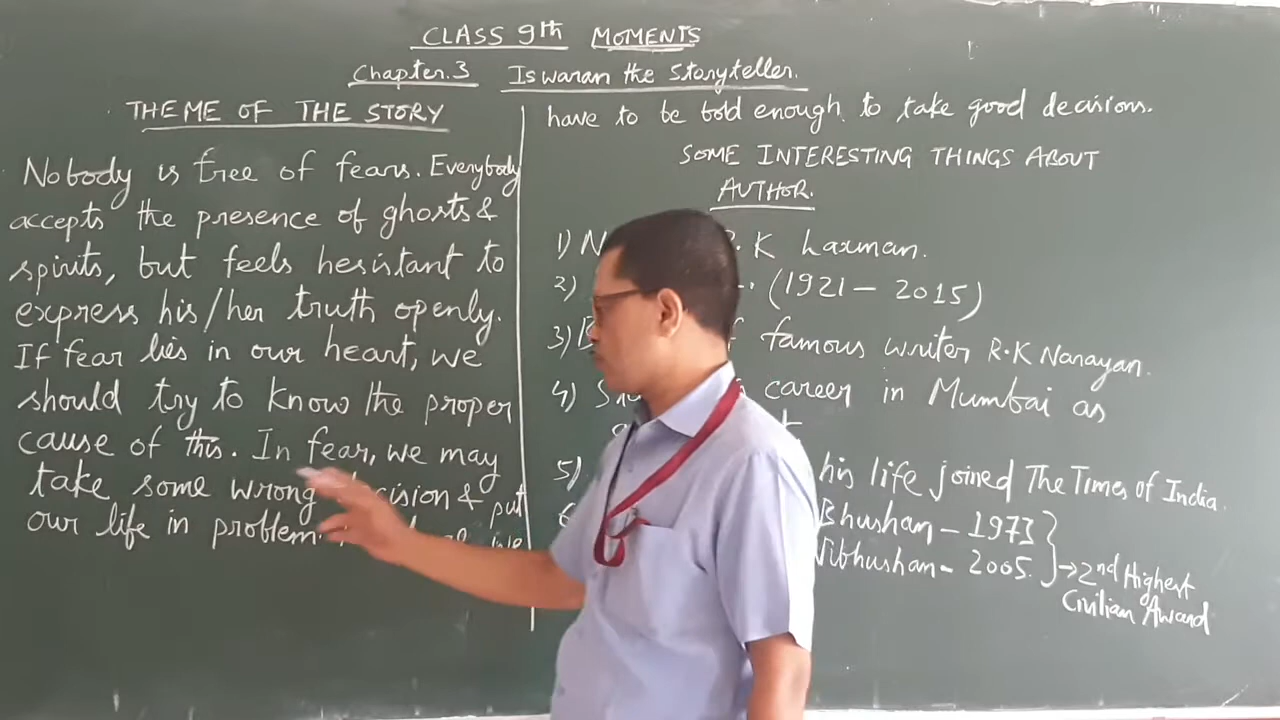 CLASS 9th MOMENTS
Chapter.3 Iswaran the Storyteller.
THEME OF THE STORY
Nobody is free of fears. Everybody
accepts the presence of ghosts &
spirits, but feels hesistant to
express his/her truth openly.
If fear lies in our heart, we
should try to know the proper
cause of this. In fear, we may
take some wrong & put
our life in problem. we
have to be bold enough to take good decisions.
SOME INTERESTING THINGS ABOUT
AUTHOR.
1) R.K Laxman.
2) (1921 - 2015)
3) famous writer R.K Narayan.
4) career in Mumbai as
5) his life joined The Times of India.
Bhushan - 1973
Vibhushan - 2005. → 2nd Highest
Civilian Award